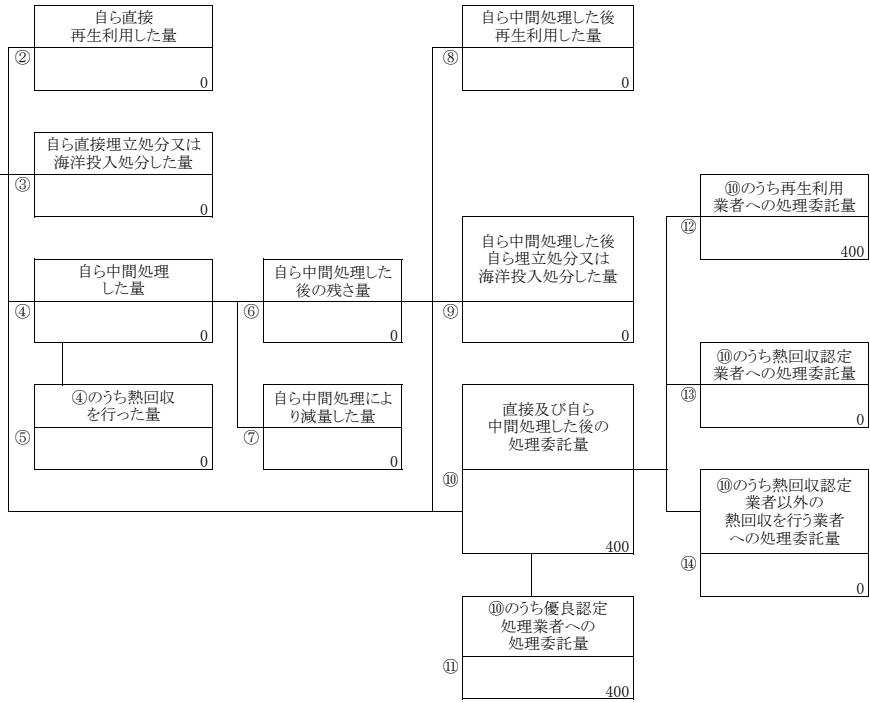 自ら直接
再生利用した量
②
0
自ら直接埋立処分又は
海洋投入処分した量
③
0
自ら中間処理
した量
④
0
④のうち熱回収
を行った量
⑤
0
自ら中間処理した
後の残さ量
⑥
0
自ら中間処理によ
り減量した量
⑦
0
自ら中間処理した後
再生利用した量
⑧
0
自ら中間処理した後
自ら埋立処分又は
海洋投入処分した量
⑨
0
直接及び自ら
中間処理した後の
処理委託量
⑩
400
⑩のうち優良認定
処理業者への
処理委託量
⑪
400
⑩のうち再生利用
業者への処理委託量
⑫
400
⑩のうち熱回収認定
業者への処理委託量
⑬
0
⑩のうち熱回収認定
業者以外の
熱回収を行う業者
への処理委託量
⑭
0